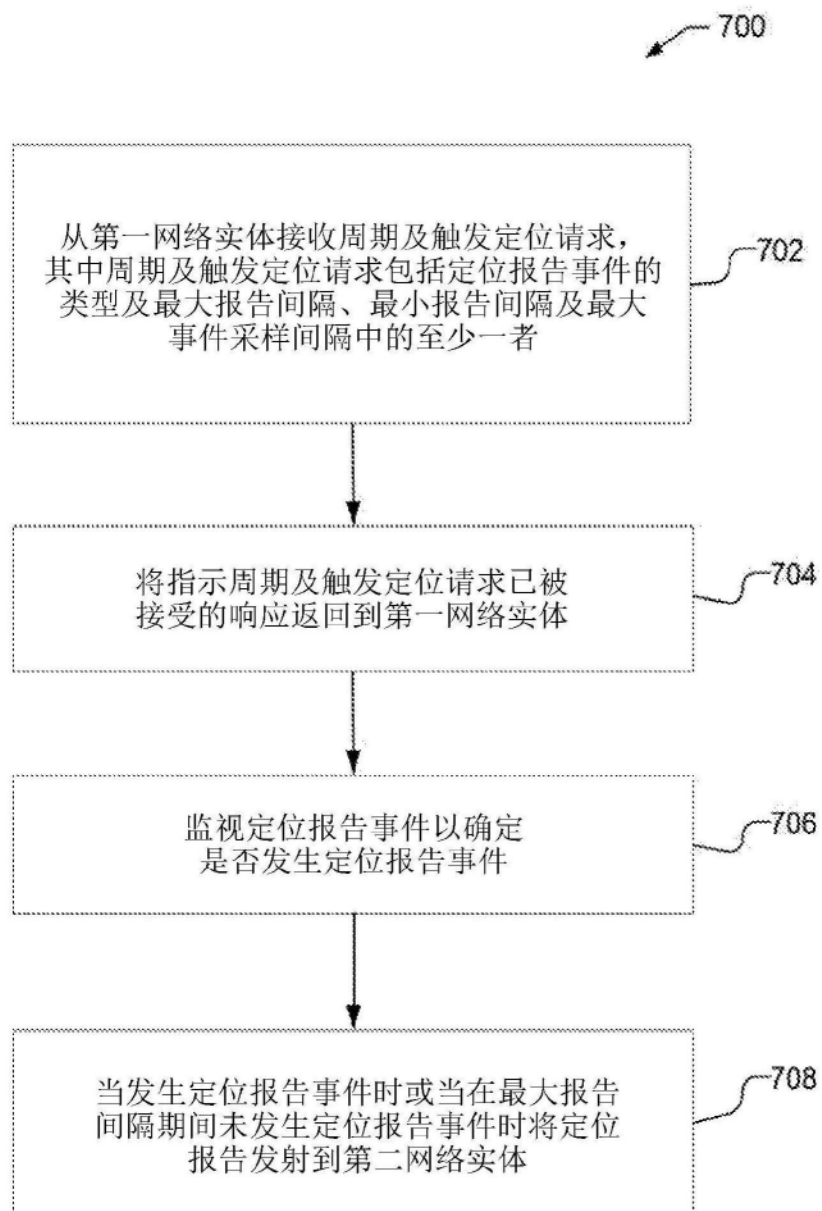 700
从第一网络实体接收周期及触发定位请求，
其中周期及触发定位请求包括定位报告事件的
类型及最大报告间隔、最小报告间隔及最大
事件采样间隔中的至少一者
702
将指示周期及触发定位请求已被
接受的响应返回到第一网络实体
704
监视定位报告事件以确定
是否发生定位报告事件
706
当发生定位报告事件时或当在最大报告
间隔期间未发生定位报告事件时将定位
报告发射到第二网络实体
708